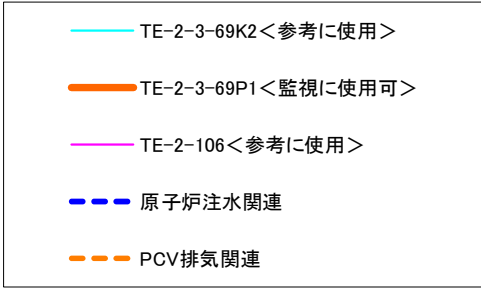 TE-2-3-69K2＜参考に使用＞
TE-2-3-69P1＜監視に使用可＞
TE-2-106＜参考に使用＞
原子炉注水関連
PCV排気関連